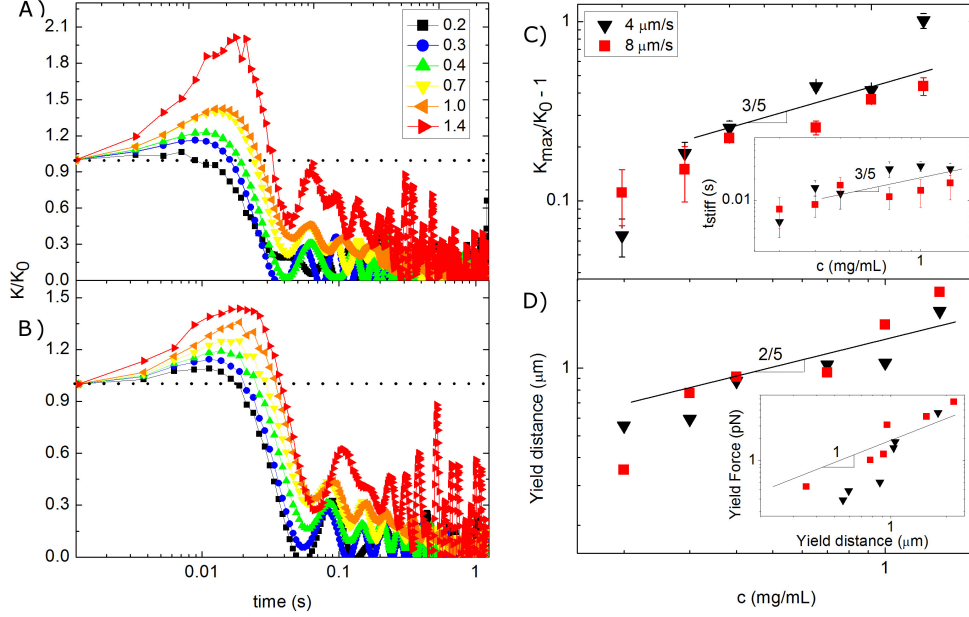 A)
2.1
1.8
1.5
1.2
0.9
0.6
0.3
0.0
0.2
0.3
0.4
0.7
1.0
1.4
K/K0
B)
1.5
1.2
0.9
0.6
0.3
0.0
0.01
0.1
1
time (s)
C)
4 μm/s
8 μm/s
1
0.1
Kmax/K0 - 1
3/5
3/5
0.01
tstiff (s)
1
c (mg/mL)
D)
2/5
1
Yield distance (μm)
1
1
Yield Force (pN)
1
Yield distance (μm)
1
c (mg/mL)